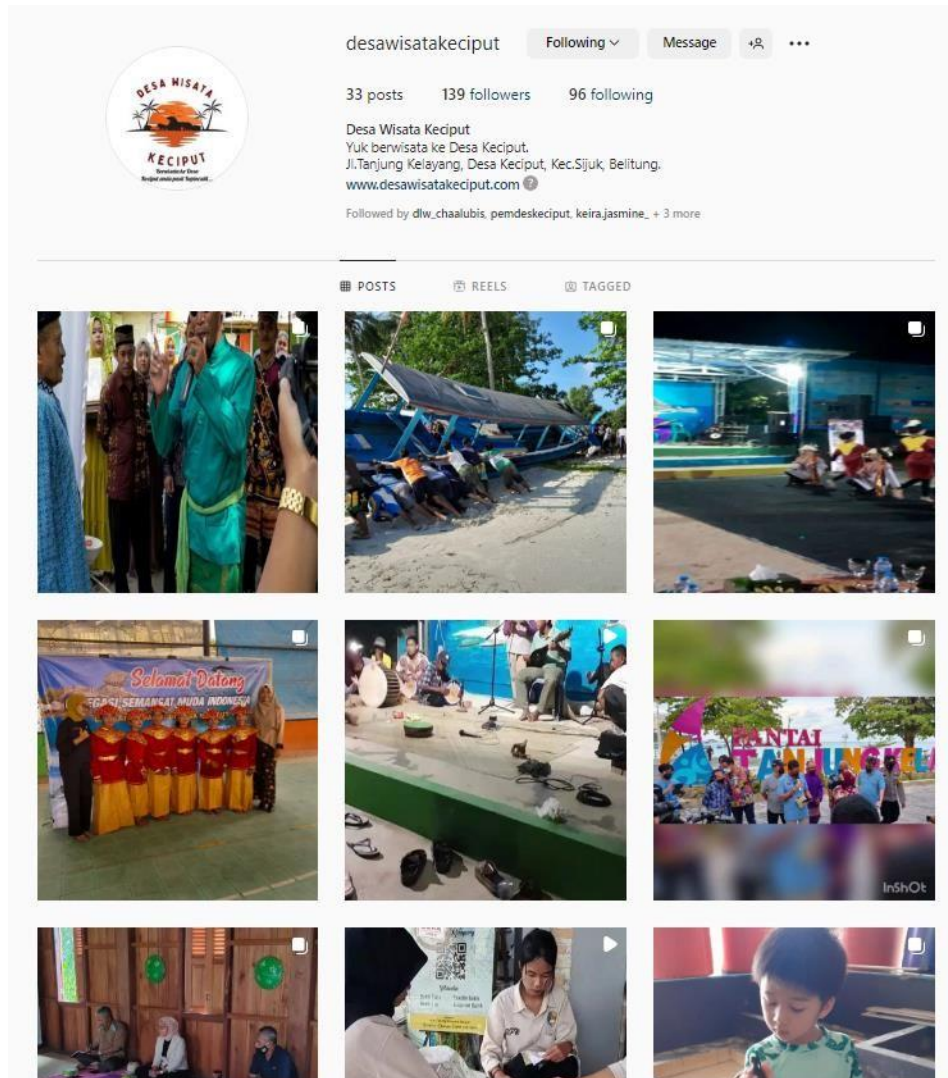 desawisatakeciput Following Message
33 posts 139 followers 96 following
Desa Wisata Keciput
Yuk berwisata ke Desa Keciput.
Jl.Tanjung Kelayang, Desa Keciput, Kec.Sijuk, Belitung.
www.desawisatakeciput.com
Followed by dlw_chaalubis, pemdeskeciput, keira.jasmine_ + 3 more
DESA WISATA
KECIPUT
POSTS REELS TAGGED
Selamat Datang
EGASI SEMANGAT MUDA INDONESIA
PANTAI
TANJUNGKELA
InShOt